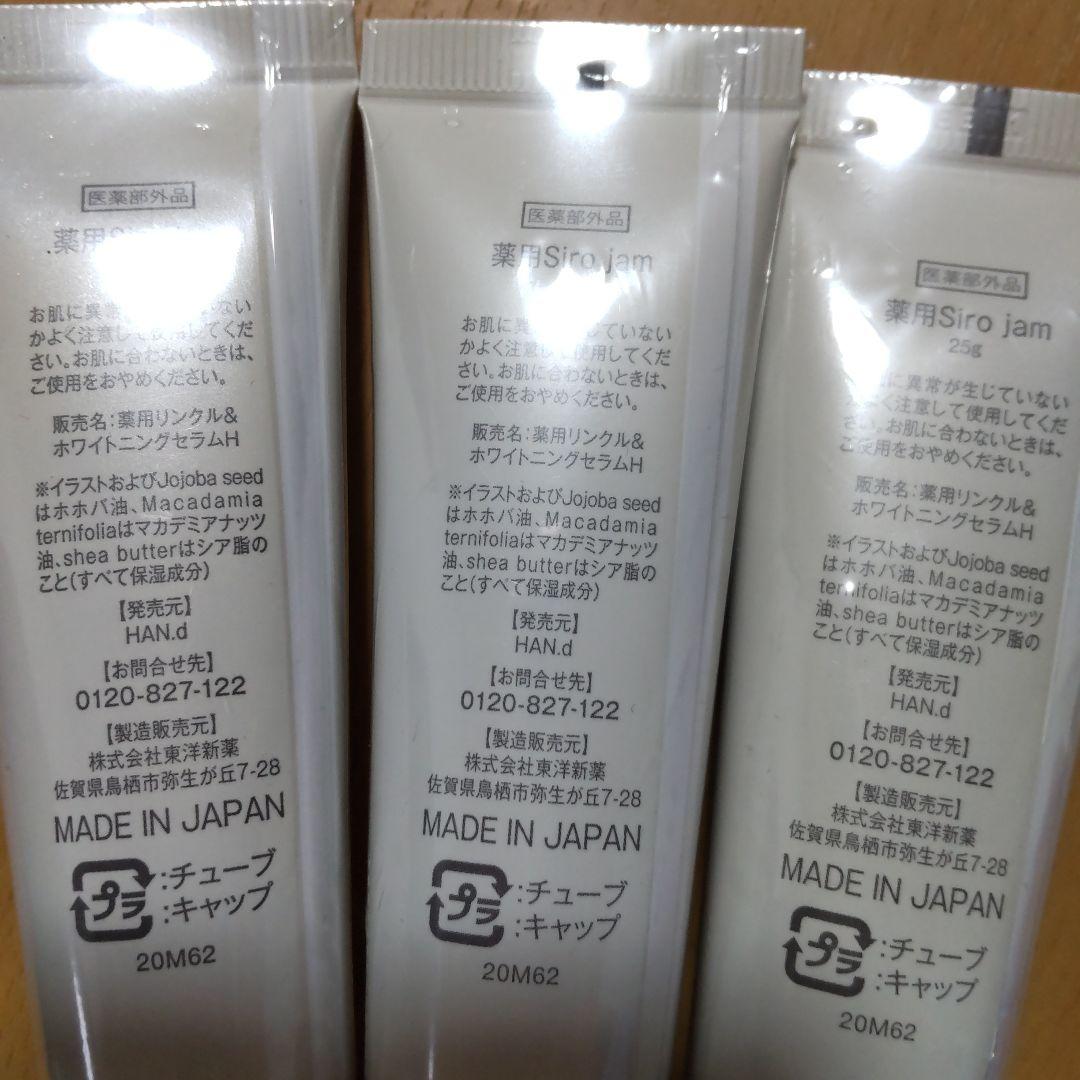 医薬部外品
.薬用
お肌に異常
ない
かよく注意して使用してくだ
さい。お肌に合わないときは、
ご使用をおやめください。
販売名:薬用リンクル&
ホワイトニングセラムH
※イラストおよびJojoba seed
はホホバ油、Macadamia
ternifoliaはマカデミアナッツ
油、shea butterはシア脂の
こと(すべて保湿成分)
【発売元】
HAN.d
【お問合せ先】
0120-827-122
【製造販売元】
株式会社東洋新薬
佐賀県鳥栖市弥生が丘7-28
MADE IN JAPAN
プラ
:チューブ
:キャップ
20M62
医薬部外品
薬用Siro jam
お肌に異常が生じていない
かよく注意して使用してくだ
さい。お肌に合わないときは、
ご使用をおやめください。
販売名:薬用リンクル&
ホワイトニングセラムH
※イラストおよびJojoba seed
はホホバ油、Macadamia
ternifoliaはマカデミアナッツ
油、shea butterはシア脂の
こと(すべて保湿成分)
【発売元】
HAN.d
【お問合せ先】
0120-827-122
【製造販売元】
株式会社東洋新薬
佐賀県鳥栖市弥生が丘7-28
MADE IN JAPAN
プラ
:チューブ
:キャップ
20M62
医薬部外品
薬用Siro jam
25g
に異常が生じていない
よく注意して使用してくだ
さい。お肌に合わないときは、
ご使用をおやめください。
販売名:薬用リンクル&
ホワイトニングセラムH
※イラストおよびJojoba seed
はホホバ油、Macadamia
ternifoliaはマカデミアナッツ
油、shea butterはシア脂の
こと(すべて保湿成分)
【発売元】
HAN.d
【お問合せ先】
0120-827-122
【製造販売元】
株式会社東洋新薬
佐賀県鳥栖市弥生が丘7-28
MADE IN JAPAN
プラ
:チューブ
:キャップ
20M62